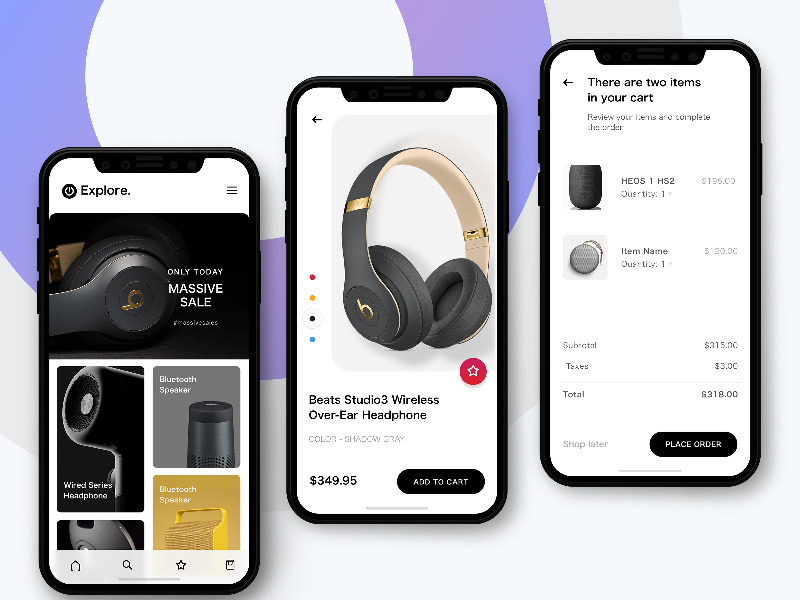 Explore.
ONLY TODAY
MASSIVE
SALE
#massivesales
Bluetooth
Speaker
Wired Series
Headphone
Bluetooth
Speaker
Beats Studio3 Wireless
Over-Ear Headphone
COLOR - SHADOW GRAY
$349.95
ADD TO CART
There are two items
in your cart
Review your items and complete
the order
HEOS 1 HS2
$195.00
Quantity: 1
Item Name
$120.00
Quantity: 1
Subtotal
$315.00
Taxes
$3.00
Total
$318.00
Shop later
PLACE ORDER